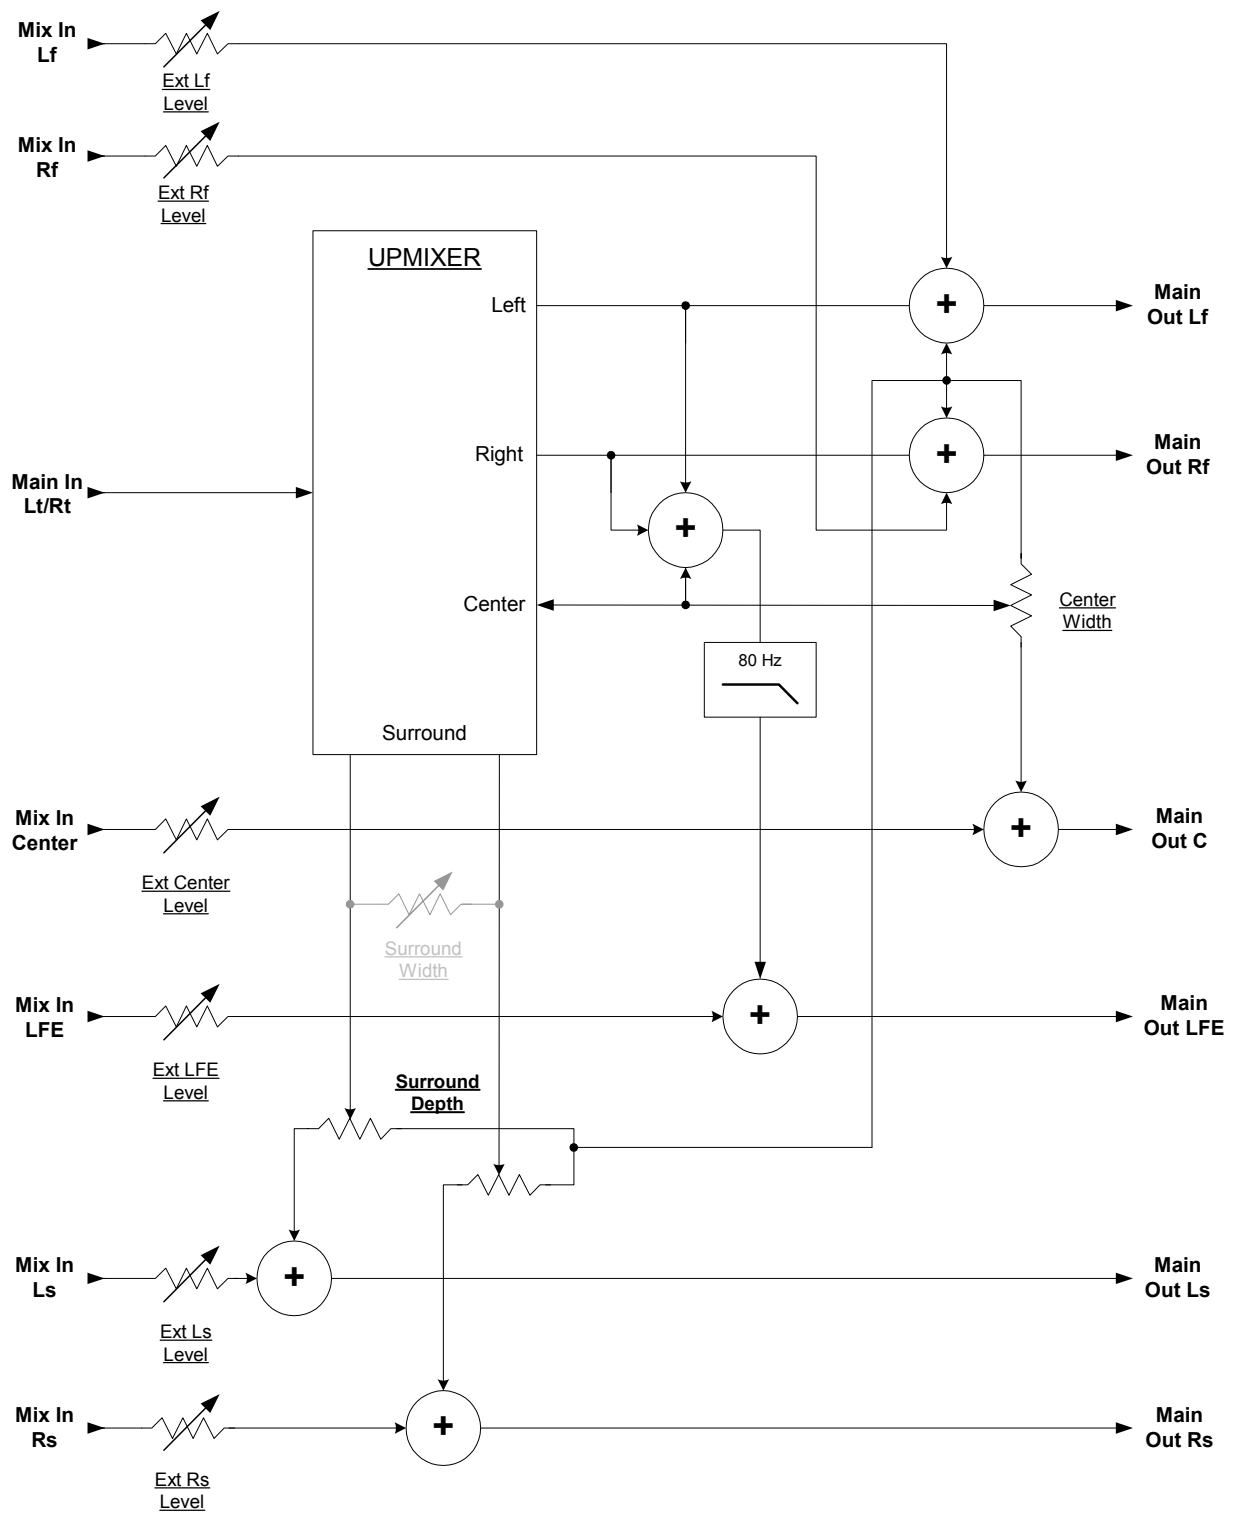 Mix In
Lf
Ext Lf
Level
Mix In
Rf
Ext Rf
Level
UPMIXER
Left
+
Main
Out Lf
Right
+
Main
Out Rf
Main In
Lt/Rt
+
Center
Center
Width
80 Hz
Surround
Mix In
Center
Ext Center
Level
+
Main
Out C
Surround
Width
Mix In
LFE
Ext LFE
Level
+
Main
Out LFE
Surround
Depth
Mix In
Ls
Ext Ls
Level
+
Main
Out Ls
Mix In
Rs
Ext Rs
Level
+
Main
Out Rs